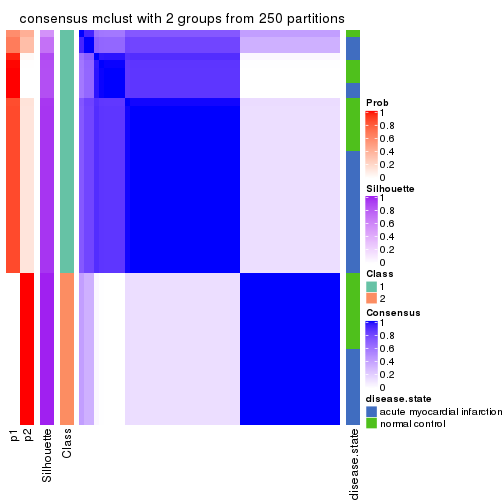 consensus mclust with 2 groups from 250 partitions
Prob
1
0.8
0.6
0.4
0.2
0
Silhouette
1
0.8
0.6
0.4
0.2
0
Class
1
2
Consensus
1
0.8
0.6
0.4
0.2
0
disease.state
acute myocardial infarction
normal control
p1
p2
Silhouette
Class
disease.state